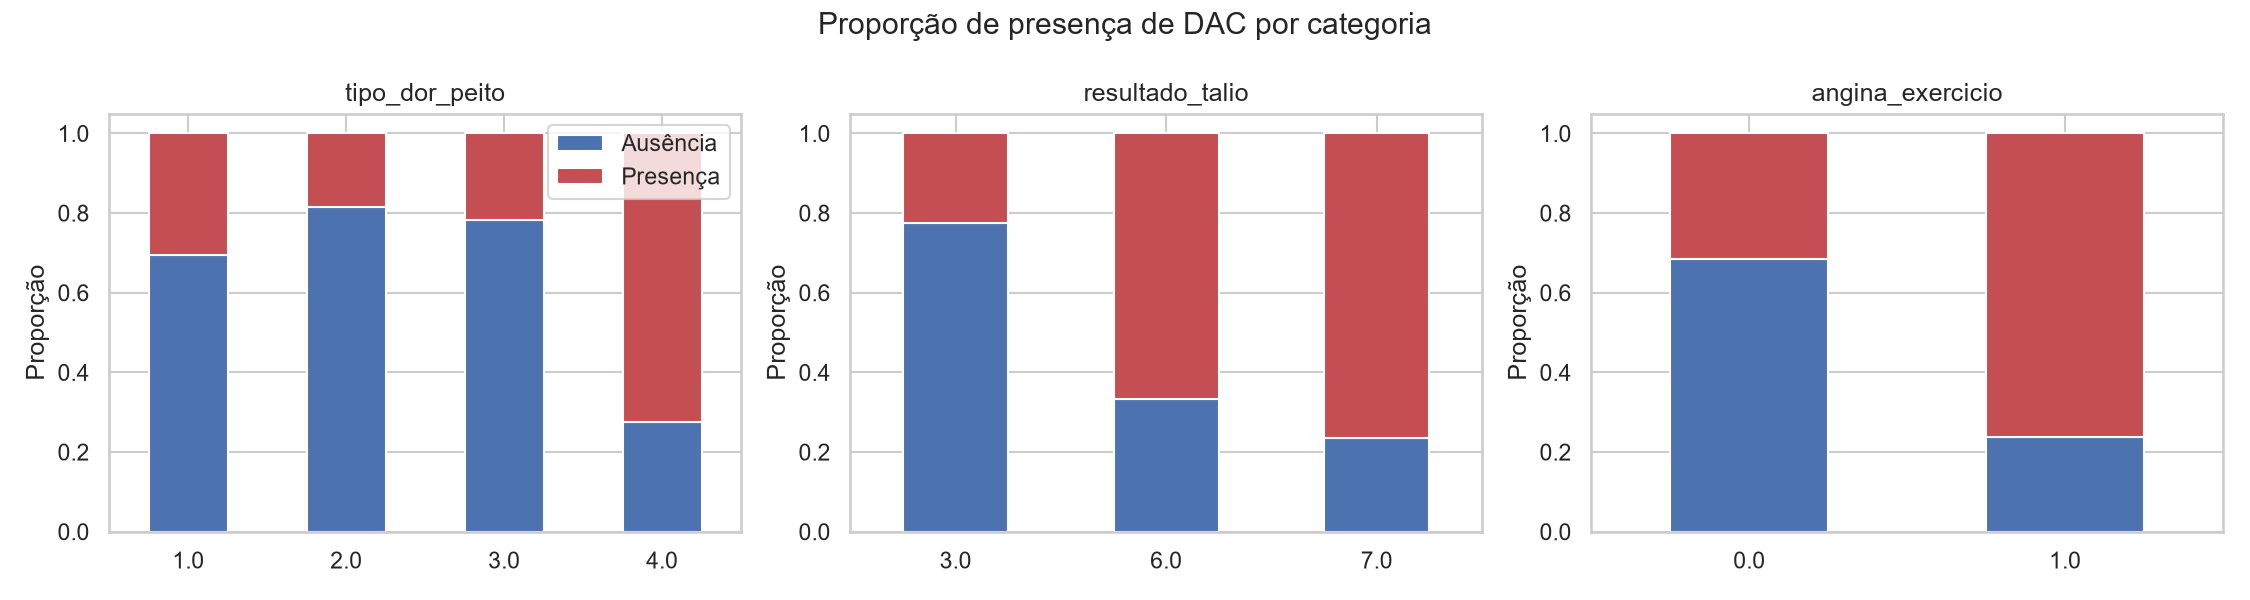 Proporção de presença de DAC por categoria
tipo_dor_peito
Proporção
1.0
0.8
0.6
0.4
0.2
0.0
Ausência
Presença
1.0 2.0 3.0 4.0
resultado_talio
Proporção
1.0
0.8
0.6
0.4
0.2
0.0
3.0 6.0 7.0
angina_exercicio
Proporção
1.0
0.8
0.6
0.4
0.2
0.0
0.0 1.0